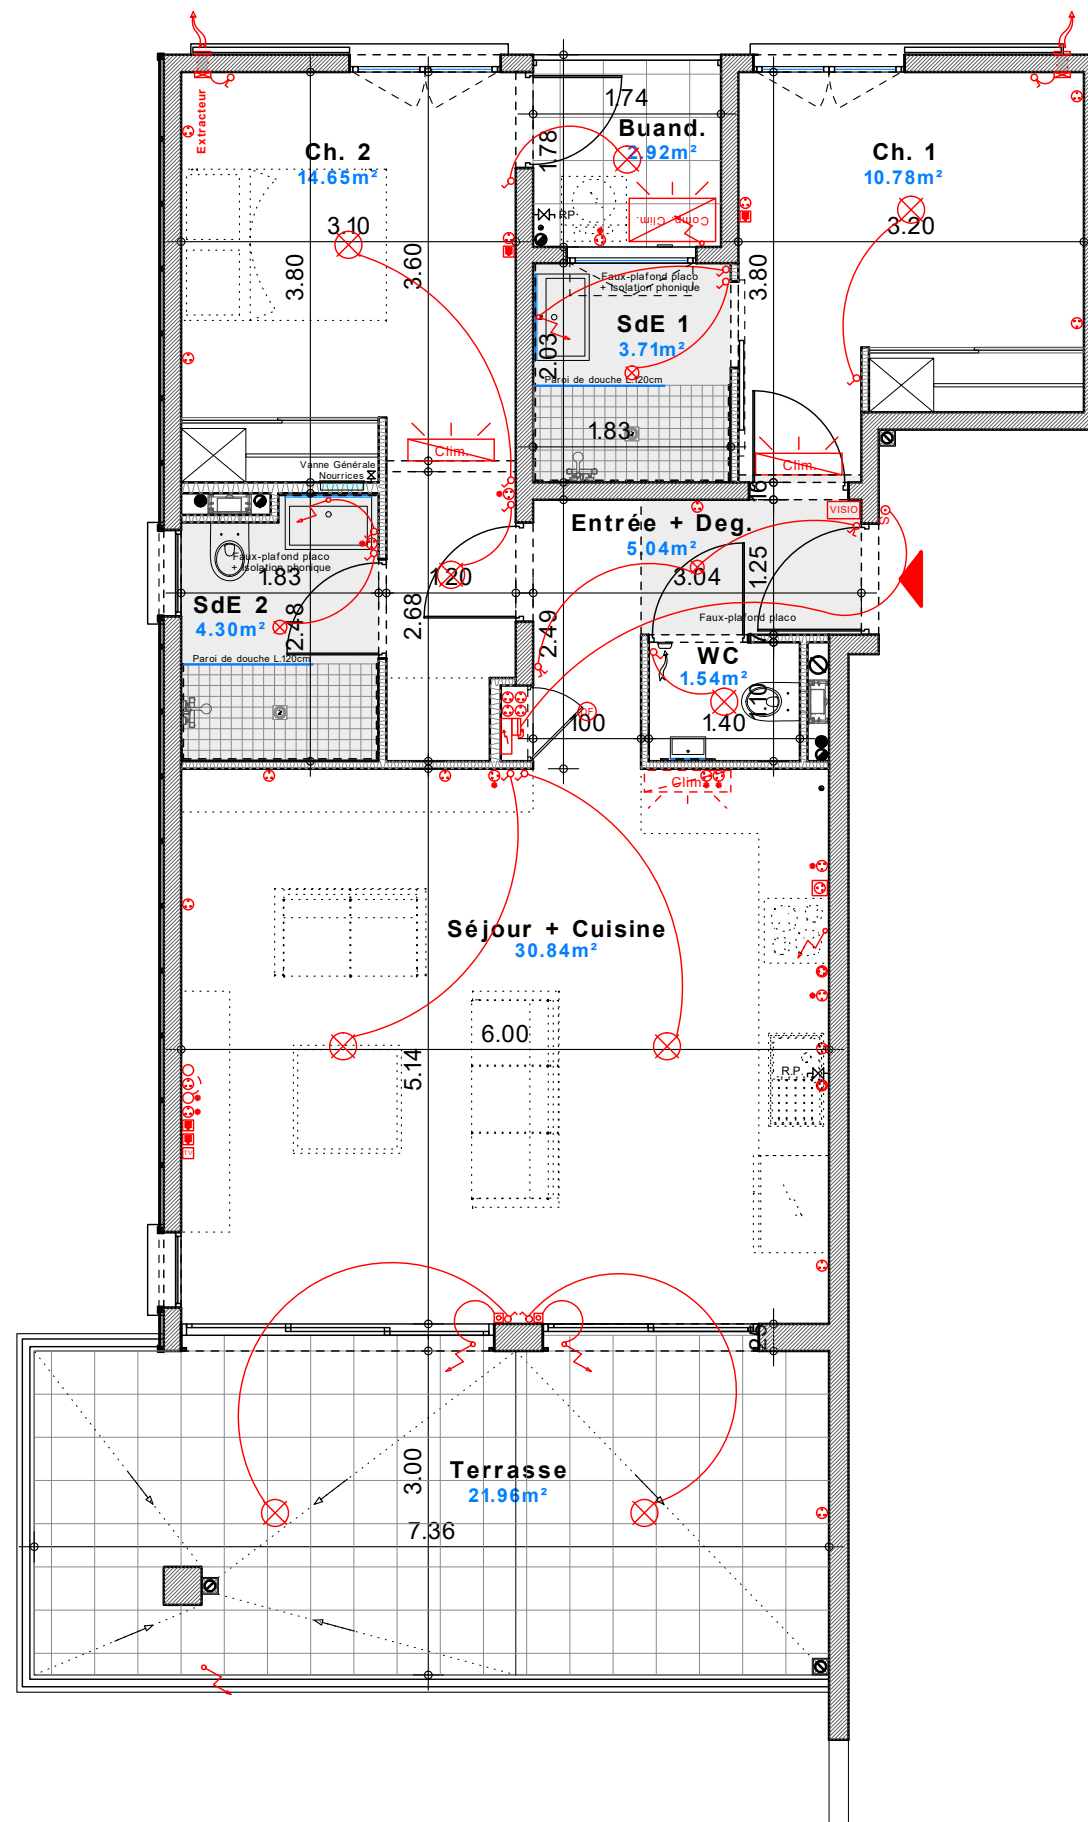 1.74
Extracteur
Buand.
2.92m²
1.78
Ch. 2
14.65m²
Ch. 1
10.78m²
RP
Comp. Clim.
3.10
3.20
3.80
3.60
3.80
Faux-plafond placo
+ isolation phonique
SdE 1
3.71m²
2.03
Paroi de douche L.120cm
1.83
Clim.
Clim.
Vanne Générale
Nourrices
VISIO
Entrée + Deg.
5.04m²
S
Faux-plafond placo
+ isolation phonique
1.83
1.20
3.04
1.25
SdE 2
4.30m²
2.48
2.68
2.49
Faux-plafond placo
Paroi de douche L.120cm
WC
1.54m²
1.10
1.00
1.40
Clim.
Séjour + Cuisine
30.84m²
6.00
5.14
R.P.
TV
25
Terrasse
21.96m²
3.00
7.36